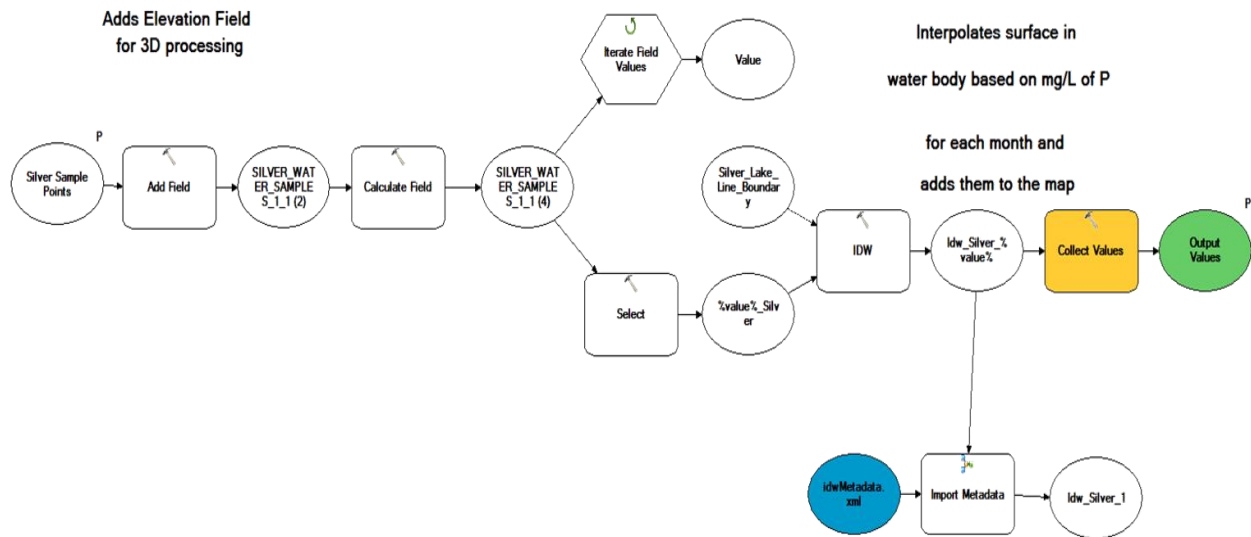 Adds Elevation Field
for 3D processing
Iterate Field
Values
Value
Interpolates surface in
water body based on mg/L of P
for each month and
adds them to the map
P
Silver Sample
Points
Add Field
SILVER_WAT
ER_SAMPLE
S_1_1 (2)
Calculate Field
SILVER_WAT
ER_SAMPLE
S_1_1 (4)
Silver_Lake_
Line_Boundar
y
IDW
Idw_Silver_%
value%
Collect Values
P
Output
Values
Select
%value%_Silv
er
idwMetadata.
xml
Import Metadata
Idw_Silver_1